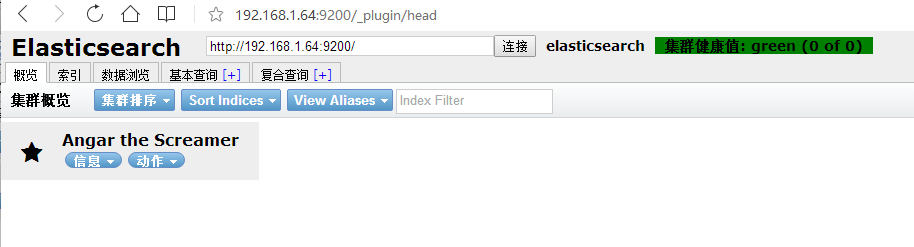 192.168.1.64:9200/_plugin/head
Elasticsearch http://192.168.1.64:9200/ 连接 elasticsearch 集群健康值: green (0 of 0)
概览 索引 数据浏览 基本查询 [+] 复合查询 [+]
集群概览 集群排序 Sort Indices View Aliases Index Filter
Angar the Screamer
信息 动作